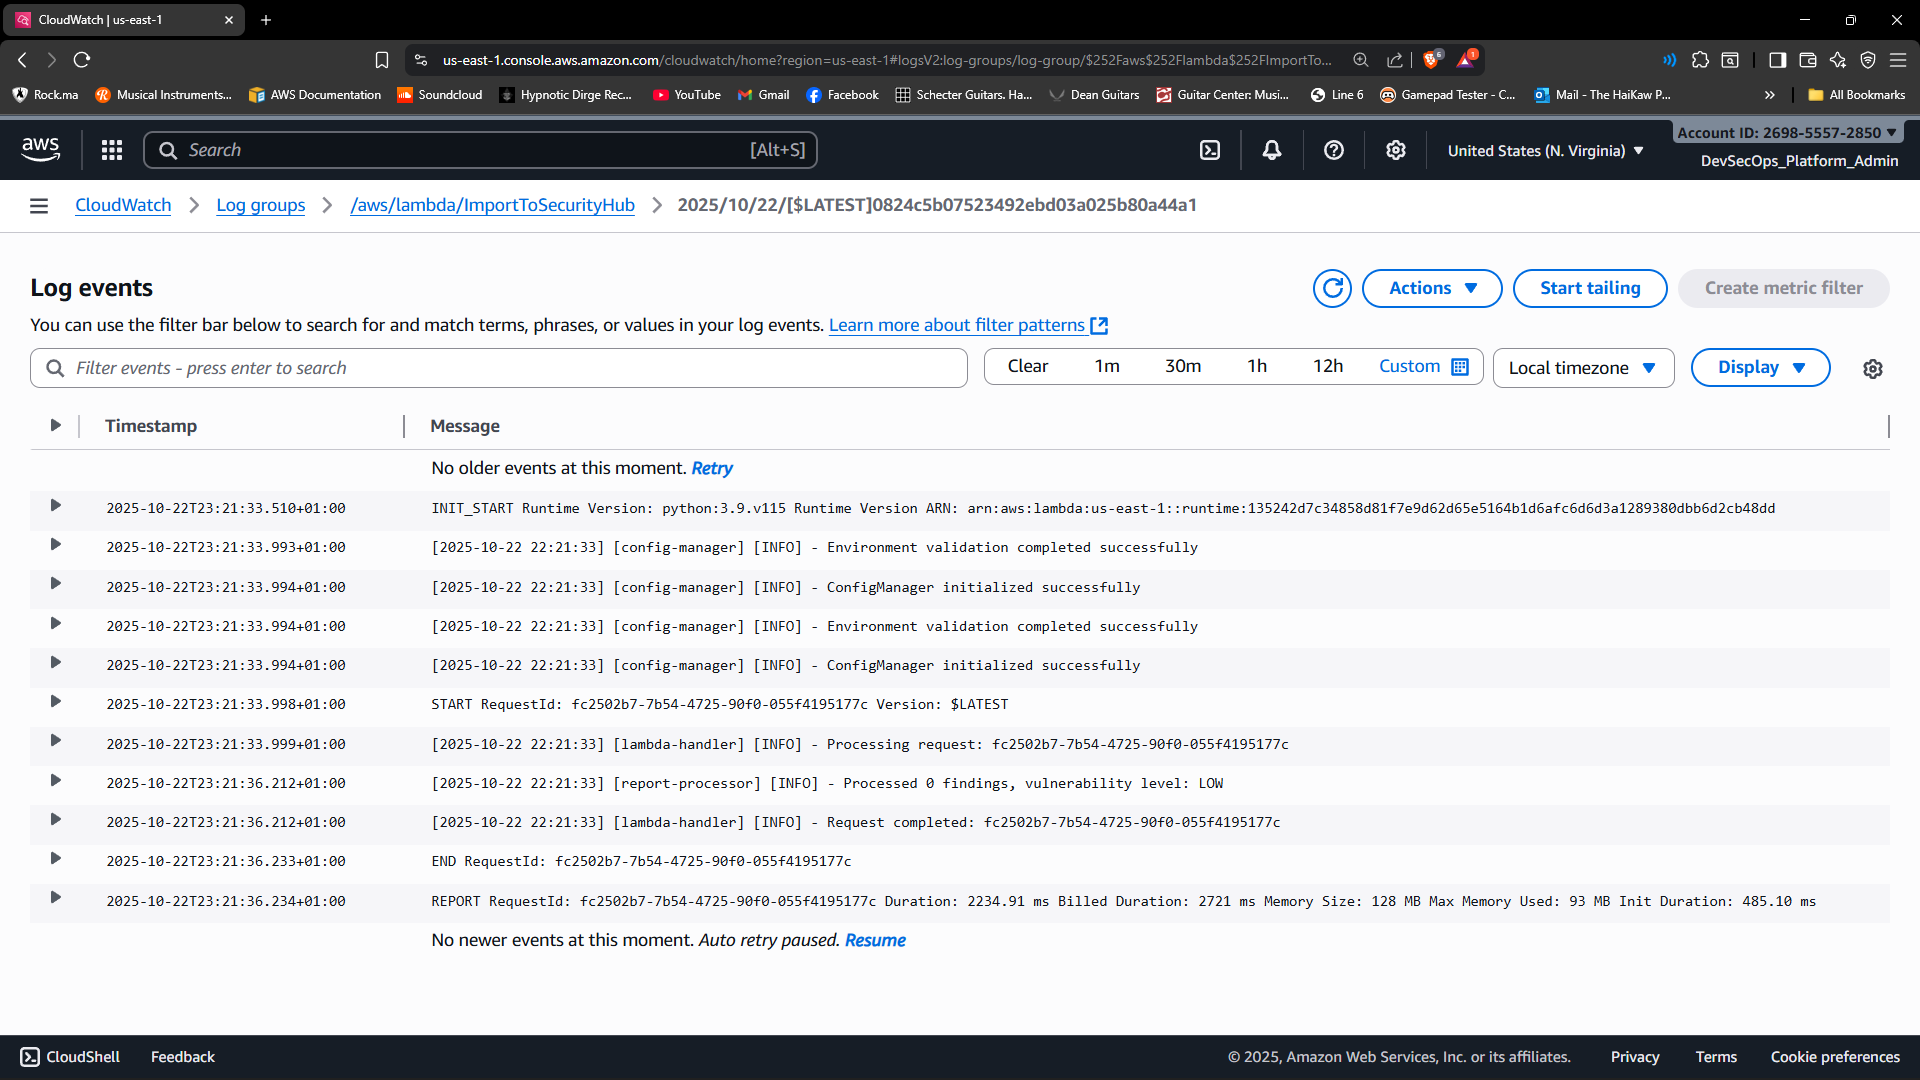 CloudWatch | us-east-1
us-east-1.console.aws.amazon.com/cloudwatch/home?region=us-east-1#logsV2:log-groups/log-group/$252Faws$252Flambda$252FImportTo...
6
1
Rock.ma
Musical Instruments...
AWS Documentation
Soundcloud
Hypnotic Dirge Rec...
YouTube
Gmail
Facebook
Schecter Guitars. Ha...
Dean Guitars
Guitar Center: Musi...
Line 6
Gamepad Tester - C...
Mail - The HaiKaw P...
All Bookmarks
aws
Search
[Alt+S]
United States (N. Virginia)
Account ID: 2698-5557-2850
DevSecOps_Platform_Admin
CloudWatch
Log groups
/aws/lambda/ImportToSecurityHub
2025/10/22/[$LATEST]0824c5b07523492ebd03a025b80a44a1
Log events
Actions
Start tailing
Create metric filter
You can use the filter bar below to search for and match terms, phrases, or values in your log events. Learn more about filter patterns
Filter events - press enter to search
Clear
1m
30m
1h
12h
Custom
Local timezone
Display
Timestamp
Message
No older events at this moment. Retry
2025-10-22T23:21:33.510+01:00 INIT_START Runtime Version: python:3.9.v115 Runtime Version ARN: arn:aws:lambda:us-east-1::runtime:135242d7c34858d81f7e9d62d65e5164b1d6afc6d6d3a1289380dbb6d2cb48dd
2025-10-22T23:21:33.993+01:00 [2025-10-22 22:21:33] [config-manager] [INFO] - Environment validation completed successfully
2025-10-22T23:21:33.994+01:00 [2025-10-22 22:21:33] [config-manager] [INFO] - ConfigManager initialized successfully
2025-10-22T23:21:33.994+01:00 [2025-10-22 22:21:33] [config-manager] [INFO] - Environment validation completed successfully
2025-10-22T23:21:33.994+01:00 [2025-10-22 22:21:33] [config-manager] [INFO] - ConfigManager initialized successfully
2025-10-22T23:21:33.998+01:00 START RequestId: fc2502b7-7b54-4725-90f0-055f4195177c Version: $LATEST
2025-10-22T23:21:33.999+01:00 [2025-10-22 22:21:33] [lambda-handler] [INFO] - Processing request: fc2502b7-7b54-4725-90f0-055f4195177c
2025-10-22T23:21:36.212+01:00 [2025-10-22 22:21:33] [report-processor] [INFO] - Processed 0 findings, vulnerability level: LOW
2025-10-22T23:21:36.212+01:00 [2025-10-22 22:21:33] [lambda-handler] [INFO] - Request completed: fc2502b7-7b54-4725-90f0-055f4195177c
2025-10-22T23:21:36.233+01:00 END RequestId: fc2502b7-7b54-4725-90f0-055f4195177c
2025-10-22T23:21:36.234+01:00 REPORT RequestId: fc2502b7-7b54-4725-90f0-055f4195177c Duration: 2234.91 ms Billed Duration: 2721 ms Memory Size: 128 MB Max Memory Used: 93 MB Init Duration: 485.10 ms
No newer events at this moment. Auto retry paused. Resume
CloudShell
Feedback
© 2025, Amazon Web Services, Inc. or its affiliates.
Privacy
Terms
Cookie preferences